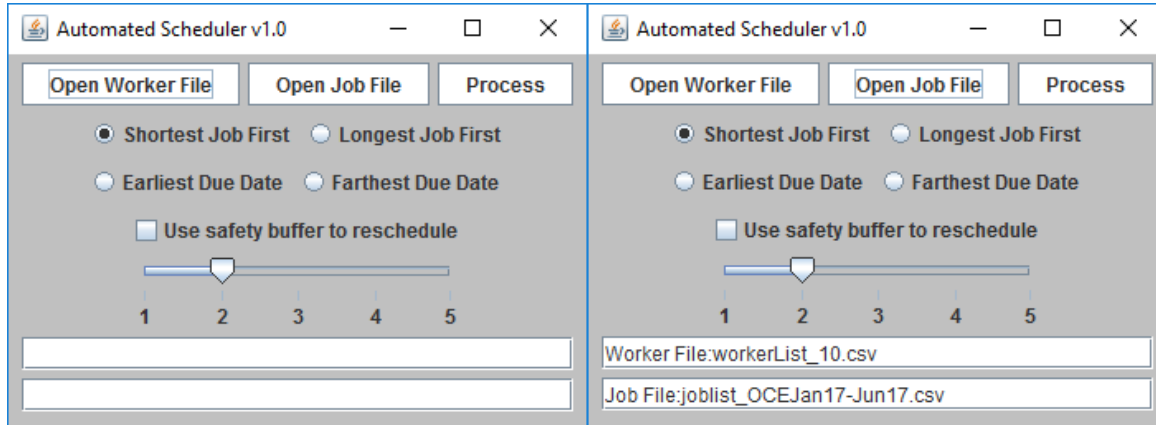 Automated Scheduler v1.0
Open Worker File Open Job File Process
Shortest Job First Longest Job First
Earliest Due Date Farthest Due Date
Use safety buffer to reschedule
1 2 3 4 5
Automated Scheduler v1.0
Open Worker File Open Job File Process
Shortest Job First Longest Job First
Earliest Due Date Farthest Due Date
Use safety buffer to reschedule
1 2 3 4 5
Worker File:workerList_10.csv
Job File:joblist_OCEJan17-Jun17.csv